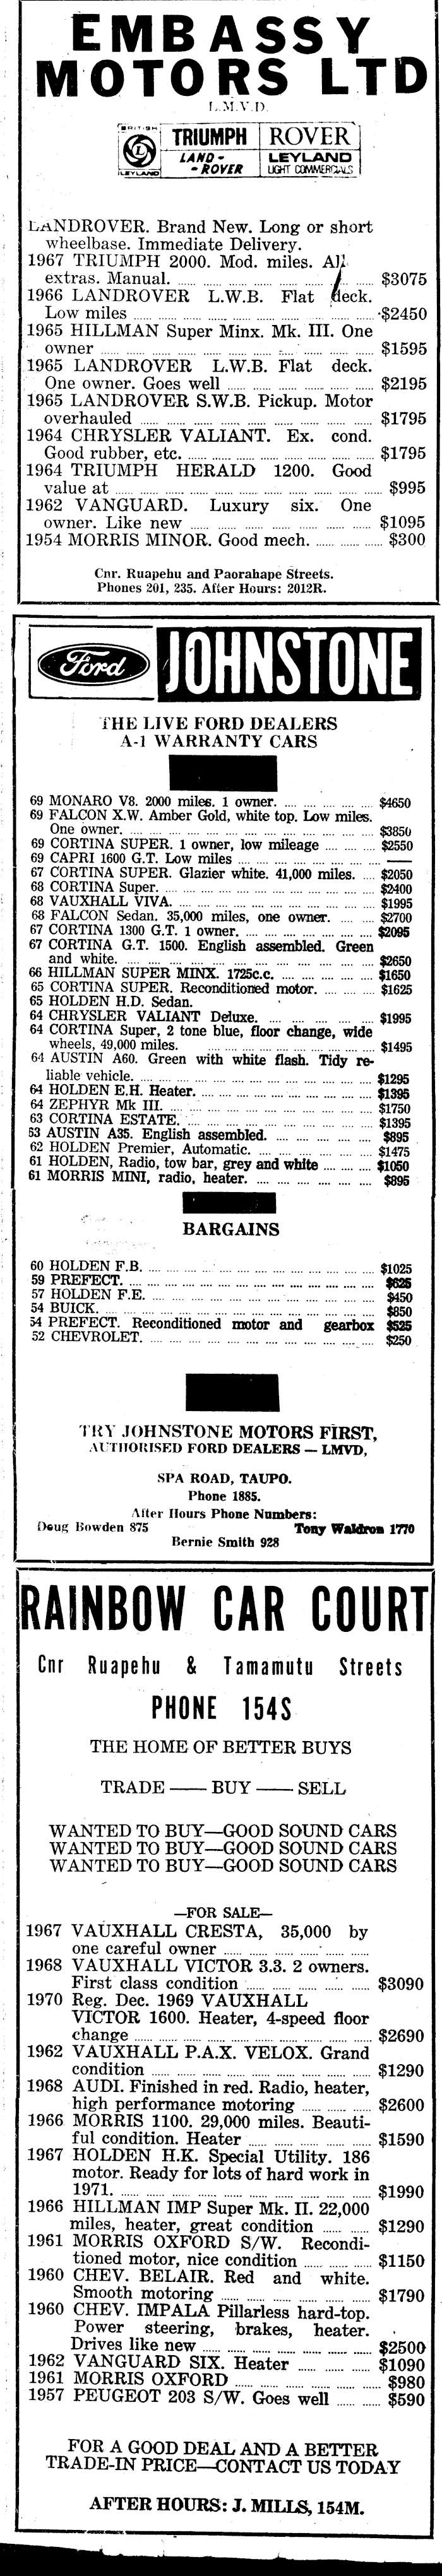 EMBASSY
MOTORS LTD
L.M.V.D.
BRITISH
LEYLAND
TRIUMPH
ROVER
LAND-
-ROVER
LEYLAND
LIGHT COMMERCIALS
LANDROVER. Brand New. Long or short
wheelbase. Immediate Delivery.
1967 TRIUMPH 2000. Mod. miles. All
extras. Manual. ........ $3075
1966 LANDROVER L.W.B. Flat deck.
Low miles ........ $2450
1965 HILLMAN Super Minx. Mk. III. One
owner ........ $1595
1965 LANDROVER L.W.B. Flat deck.
One owner. Goes well ........ $2195
1965 LANDROVER S.W.B. Pickup. Motor
overhauled ........ $1795
1964 CHRYSLER VALIANT. Ex. cond.
Good rubber, etc. ........ $1795
1964 TRIUMPH HERALD 1200. Good
value at ........ $995
1962 VANGUARD. Luxury six. One
owner. Like new ........ $1095
1954 MORRIS MINOR. Good mech. ........ $300
Cnr. Ruapehu and Paorahape Streets.
Phones 201, 235. After Hours: 2012R.
Ford JOHNSTONE
THE LIVE FORD DEALERS
A-1 WARRANTY CARS
69 MONARO V8. 2000 miles. 1 owner. ........ $4650
69 FALCON X.W. Amber Gold, white top. Low miles.
One owner. ........ $3850
69 CORTINA SUPER. 1 owner, low mileage ........ $2550
69 CAPRI 1600 G.T. Low miles ........ ——
67 CORTINA SUPER. Glazier white. 41,000 miles. ........ $2050
68 CORTINA Super. ........ $2400
68 VAUXHALL VIVA. ........ $1995
68 FALCON Sedan. 35,000 miles, one owner. ........ $2700
67 CORTINA 1300 G.T. 1 owner. ........ $2095
67 CORTINA G.T. 1500. English assembled. Green
and white. ........ $2650
66 HILLMAN SUPER MINX. 1725c.c. ........ $1650
65 CORTINA SUPER. Reconditioned motor. ........ $1625
65 HOLDEN H.D. Sedan.
64 CHRYSLER VALIANT Deluxe. ........ $1995
64 CORTINA Super, 2 tone blue, floor change, wide
wheels, 49,000 miles. ........ $1495
64 AUSTIN A60. Green with white flash. Tidy re-
liable vehicle. ........ $1295
64 HOLDEN E.H. Heater. ........ $1395
64 ZEPHYR Mk III. ........ $1750
63 CORTINA ESTATE. ........ $1395
53 AUSTIN A35. English assembled. ........ $895
62 HOLDEN Premier, Automatic. ........ $1475
61 HOLDEN, Radio, tow bar, grey and white ........ $1050
61 MORRIS MINI, radio, heater. ........ $895
BARGAINS
60 HOLDEN F.B. ........ $1025
59 PREFECT. ........ $625
57 HOLDEN F.E. ........ $450
54 BUICK. ........ $850
54 PREFECT. Reconditioned motor and gearbox $525
52 CHEVROLET. ........ $250
TRY JOHNSTONE MOTORS FIRST,
AUTHORISED FORD DEALERS — LMVD,
SPA ROAD, TAUPO.
Phone 1885.
After Hours Phone Numbers:
Doug Bowden 875 Tony Waldron 1770
Bernie Smith 928
RAINBOW CAR COURT
Cnr Ruapehu & Tamamutu Streets
PHONE 154S
THE HOME OF BETTER BUYS
TRADE —— BUY —— SELL
WANTED TO BUY—GOOD SOUND CARS
WANTED TO BUY—GOOD SOUND CARS
WANTED TO BUY—GOOD SOUND CARS
—FOR SALE—
1967 VAUXHALL CRESTA, 35,000 by
one careful owner ........
1968 VAUXHALL VICTOR 3.3. 2 owners.
First class condition ........ $3090
1970 Reg. Dec. 1969 VAUXHALL
VICTOR 1600. Heater, 4-speed floor
change ........ $2690
1962 VAUXHALL P.A.X. VELOX. Grand
condition ........ $1290
1968 AUDI. Finished in red. Radio, heater,
high performance motoring ........ $2600
1966 MORRIS 1100. 29,000 miles. Beauti-
ful condition. Heater ........ $1590
1967 HOLDEN H.K. Special Utility. 186
motor. Ready for lots of hard work in
1971. ........ $1990
1966 HILLMAN IMP Super Mk. II. 22,000
miles, heater, great condition ........ $1290
1961 MORRIS OXFORD S/W. Recondi-
tioned motor, nice condition ........ $1150
1960 CHEV. BELAIR. Red and white.
Smooth motoring ........ $1790
1960 CHEV. IMPALA Pillarless hard-top.
Power steering, brakes, heater.
Drives like new ........ $2500
1962 VANGUARD SIX. Heater ........ $1090
1961 MORRIS OXFORD ........ $980
1957 PEUGEOT 203 S/W. Goes well ........ $590
FOR A GOOD DEAL AND A BETTER
TRADE-IN PRICE—CONTACT US TODAY
AFTER HOURS: J. MILLS, 154M.